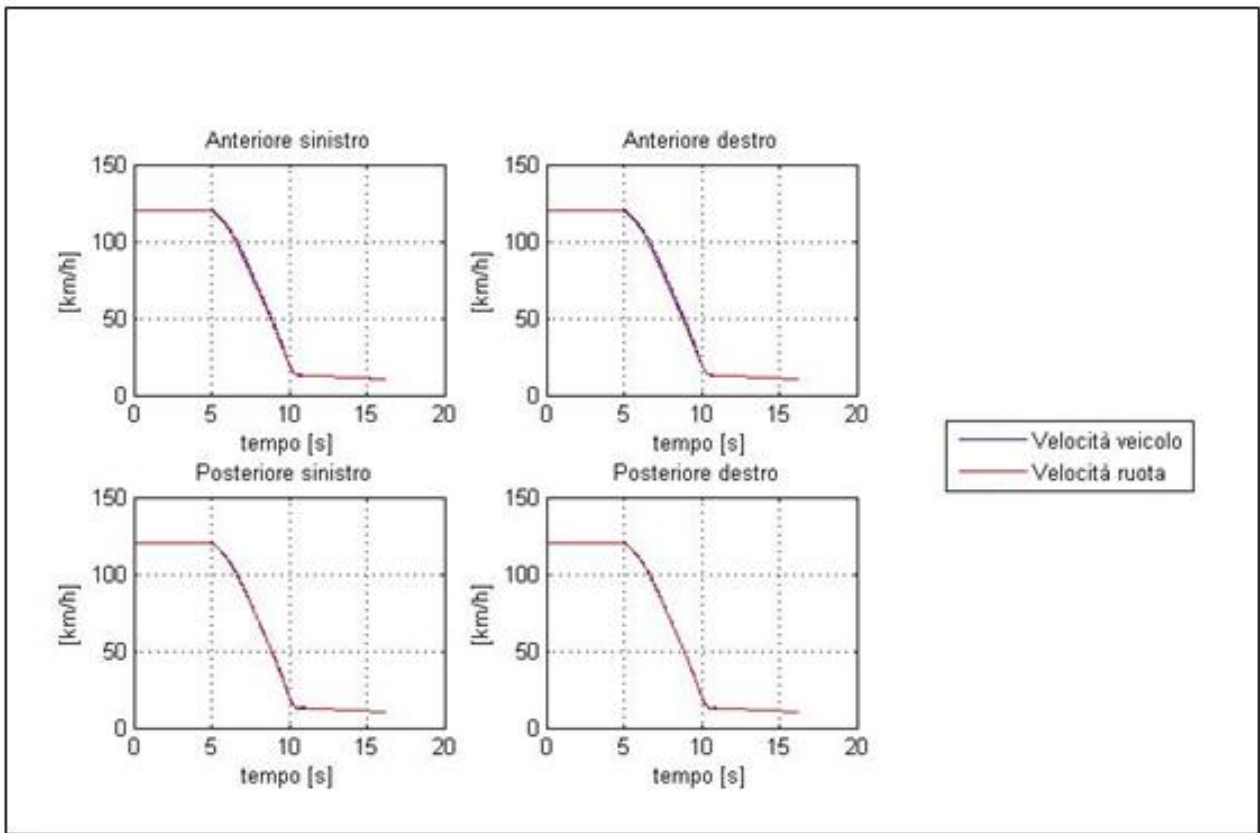 Anteriore sinistro
150
100
50
0
[km/h]
0 5 10 15 20
tempo [s]
Anteriore destro
150
100
50
0
[km/h]
0 5 10 15 20
tempo [s]
Posteriore sinistro
150
100
50
0
[km/h]
0 5 10 15 20
tempo [s]
Posteriore destro
150
100
50
0
[km/h]
0 5 10 15 20
tempo [s]
Velocità veicolo
Velocità ruota